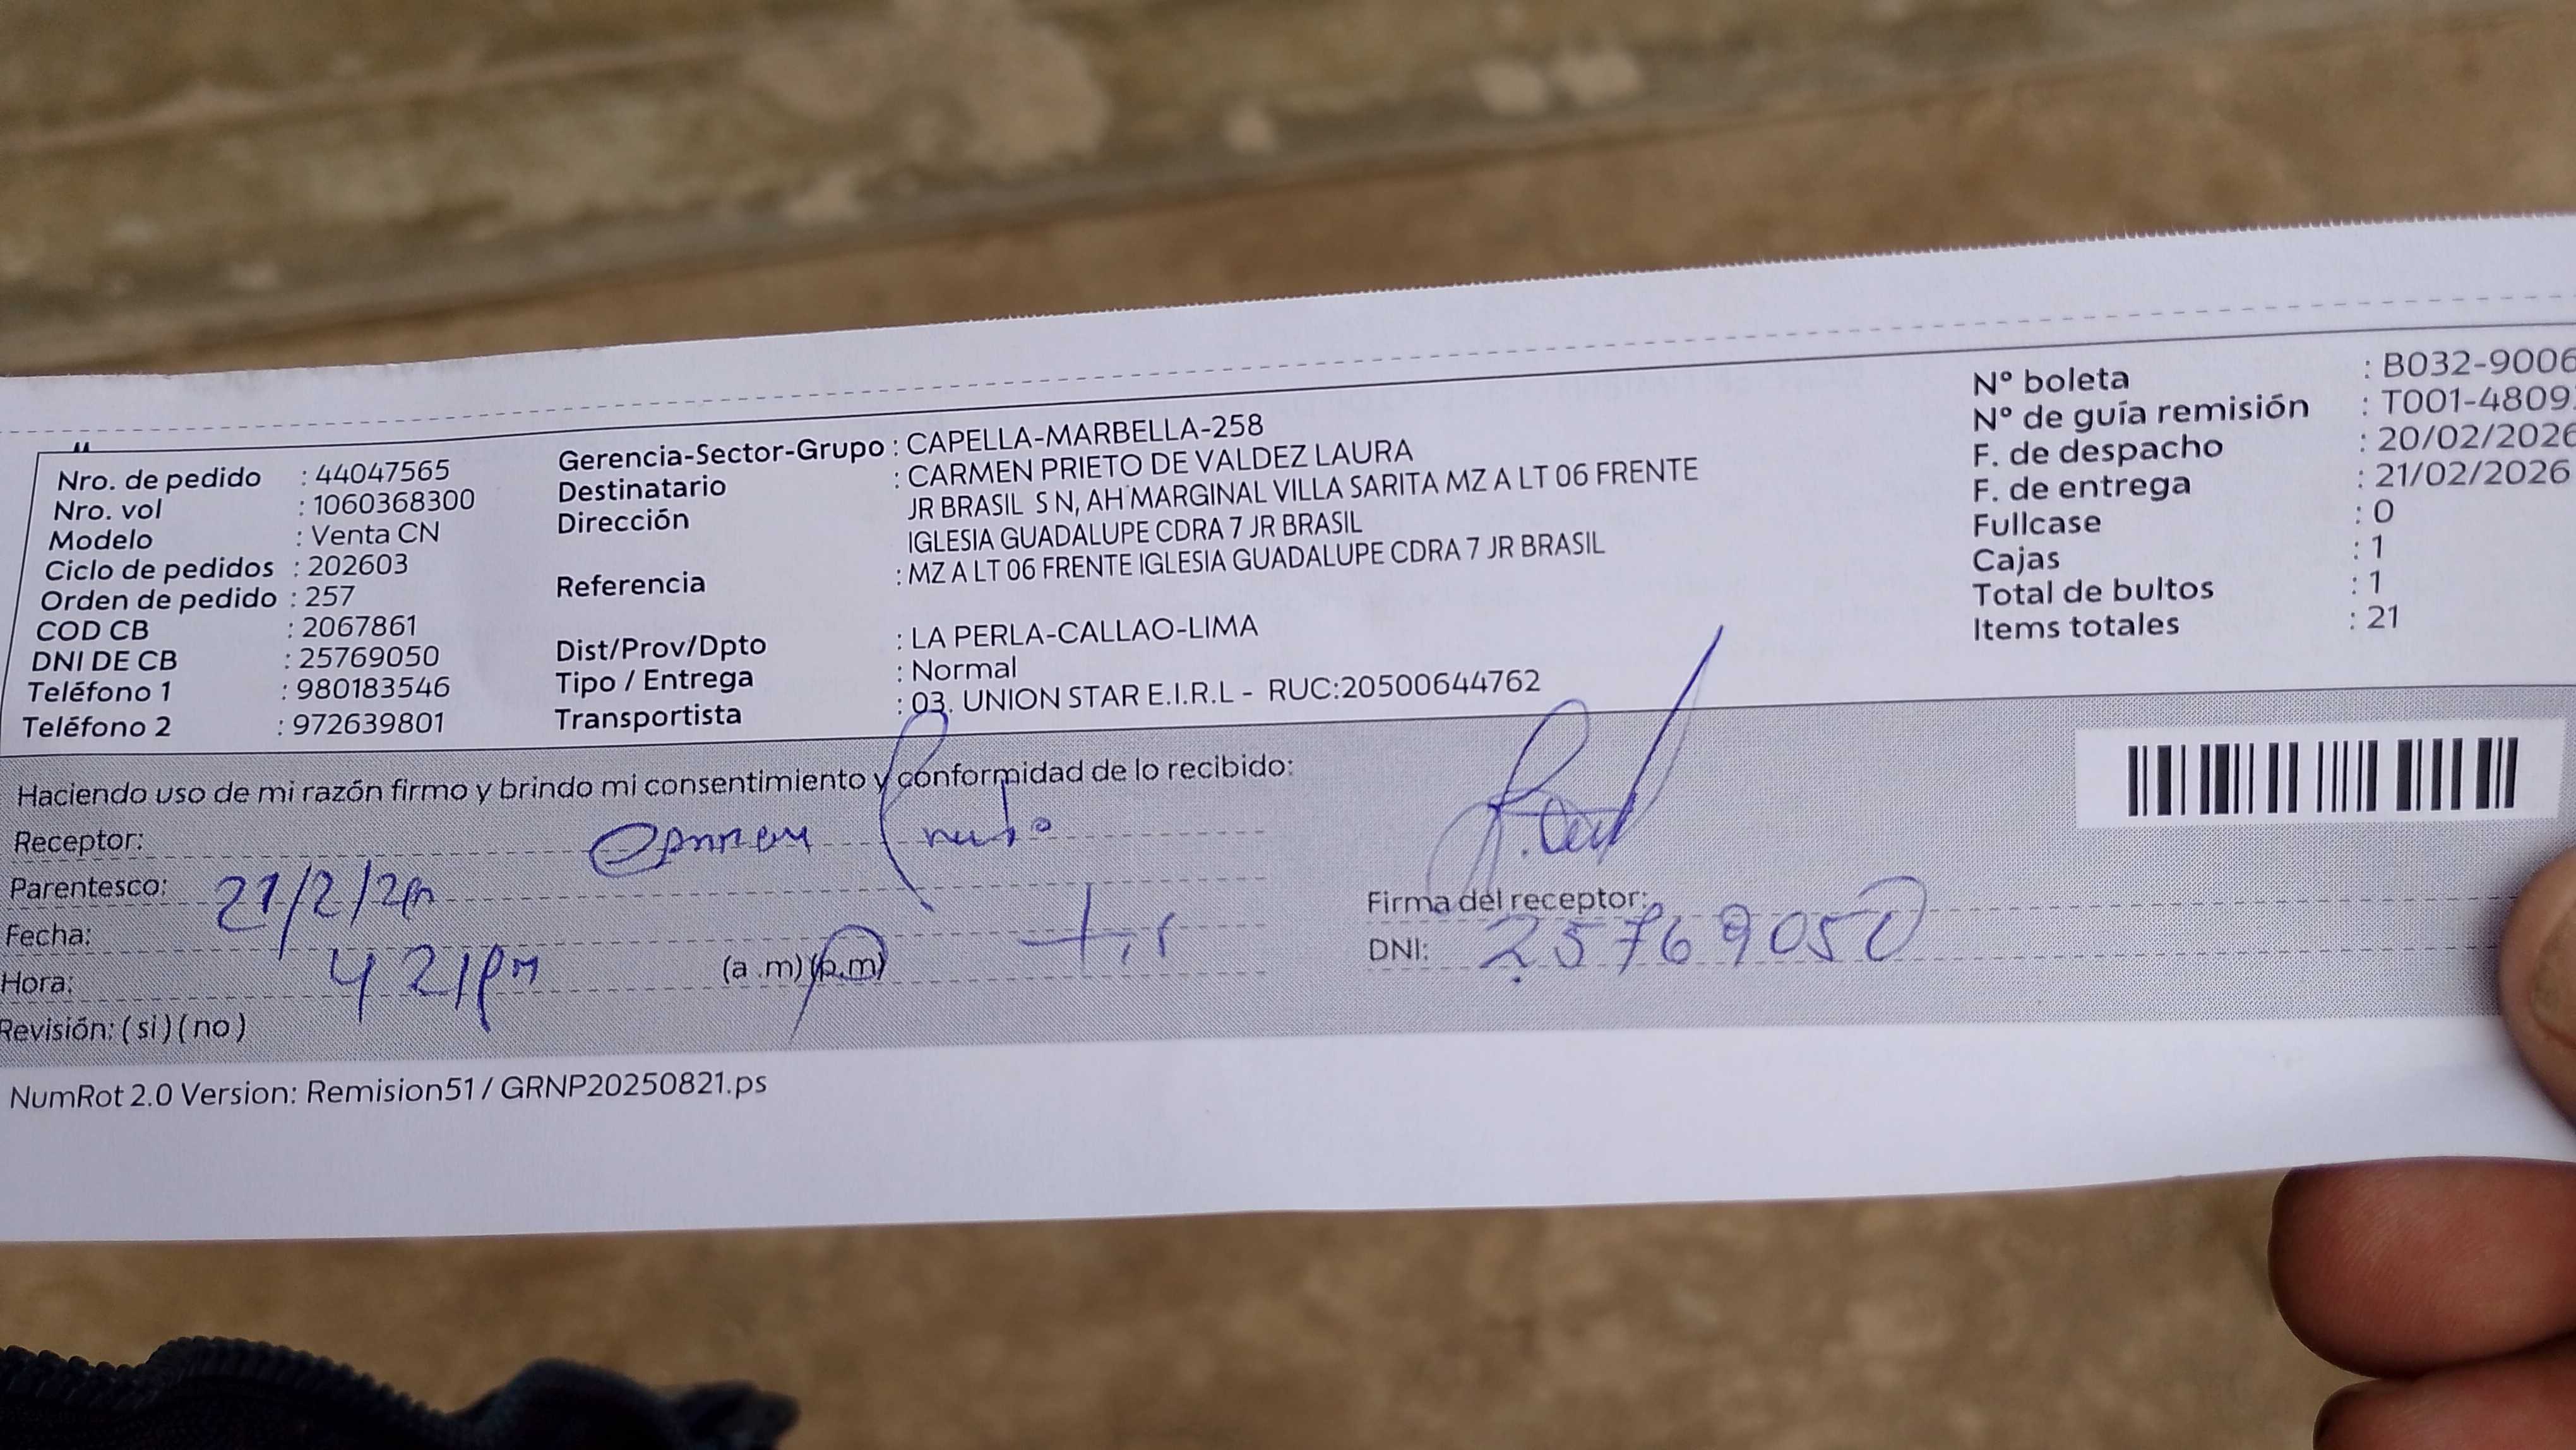 Nro. de pedido : 44047565
Nro. vol : 1060368300
Modelo : Venta CN
Ciclo de pedidos : 202603
Orden de pedido : 257
COD CB : 2067861
DNI DE CB : 25769050
Teléfono 1 : 980183546
Teléfono 2 : 972639801
Gerencia-Sector-Grupo : CAPELLA-MARBELLA-258
Destinatario : CARMEN PRIETO DE VALDEZ LAURA
Dirección JR BRASIL S N, AH MARGINAL VILLA SARITA MZ A LT 06 FRENTE
IGLESIA GUADALUPE CDRA 7 JR BRASIL
Referencia : MZ A LT 06 FRENTE IGLESIA GUADALUPE CDRA 7 JR BRASIL
Dist/Prov/Dpto : LA PERLA-CALLAO-LIMA
Tipo / Entrega : Normal
Transportista : 03. UNION STAR E.I.R.L - RUC:20500644762
N° boleta : B032-9006
N° de guía remisión : T001-4809
F. de despacho : 20/02/2026
F. de entrega : 21/02/2026
Fullcase : 0
Cajas : 1
Total de bultos : 1
Items totales : 21
Haciendo uso de mi razón firmo y brindo mi consentimiento y conformidad de lo recibido:
Receptor:
Parentesco:
Fecha: 21/2/
Hora: 4 21pm (a .m) (p.m)
Revisión: ( si ) ( no )
Firma del receptor:
DNI: 25769050
NumRot 2.0 Version: Remision51 / GRNP20250821.ps